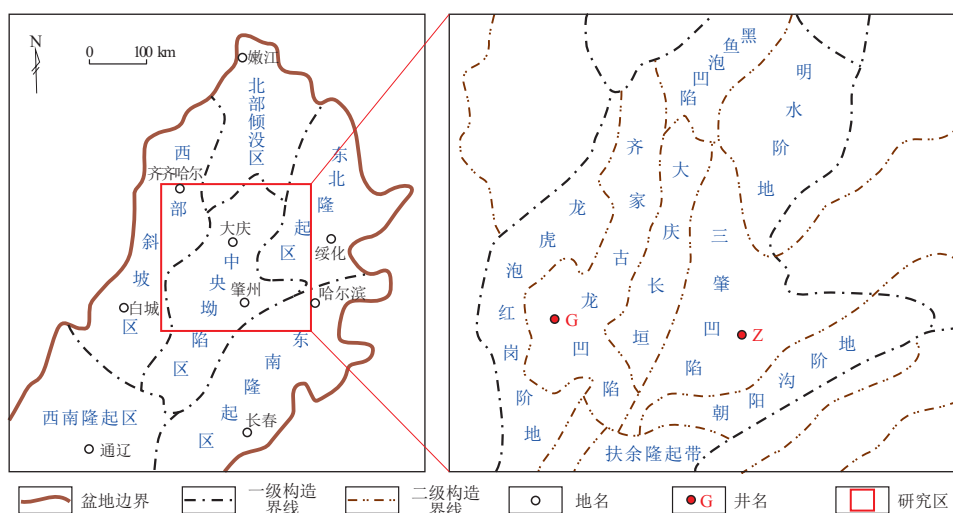 N
0 100 km
嫩江
北部倾没区
西部斜坡区
齐齐哈尔
东北隆起区
大庆
绥化
中央坳陷区
肇州
哈尔滨
白城
东南隆起区
西南隆起区
长春
通辽
黑鱼泡凹陷
明水阶地
齐家古龙凹陷
大庆长垣
龙虎泡红岗阶地
三肇凹陷
G
Z
朝阳沟阶地
扶余隆起带
盆地边界
一级构造界线
二级构造界线
地名
G 井名
研究区